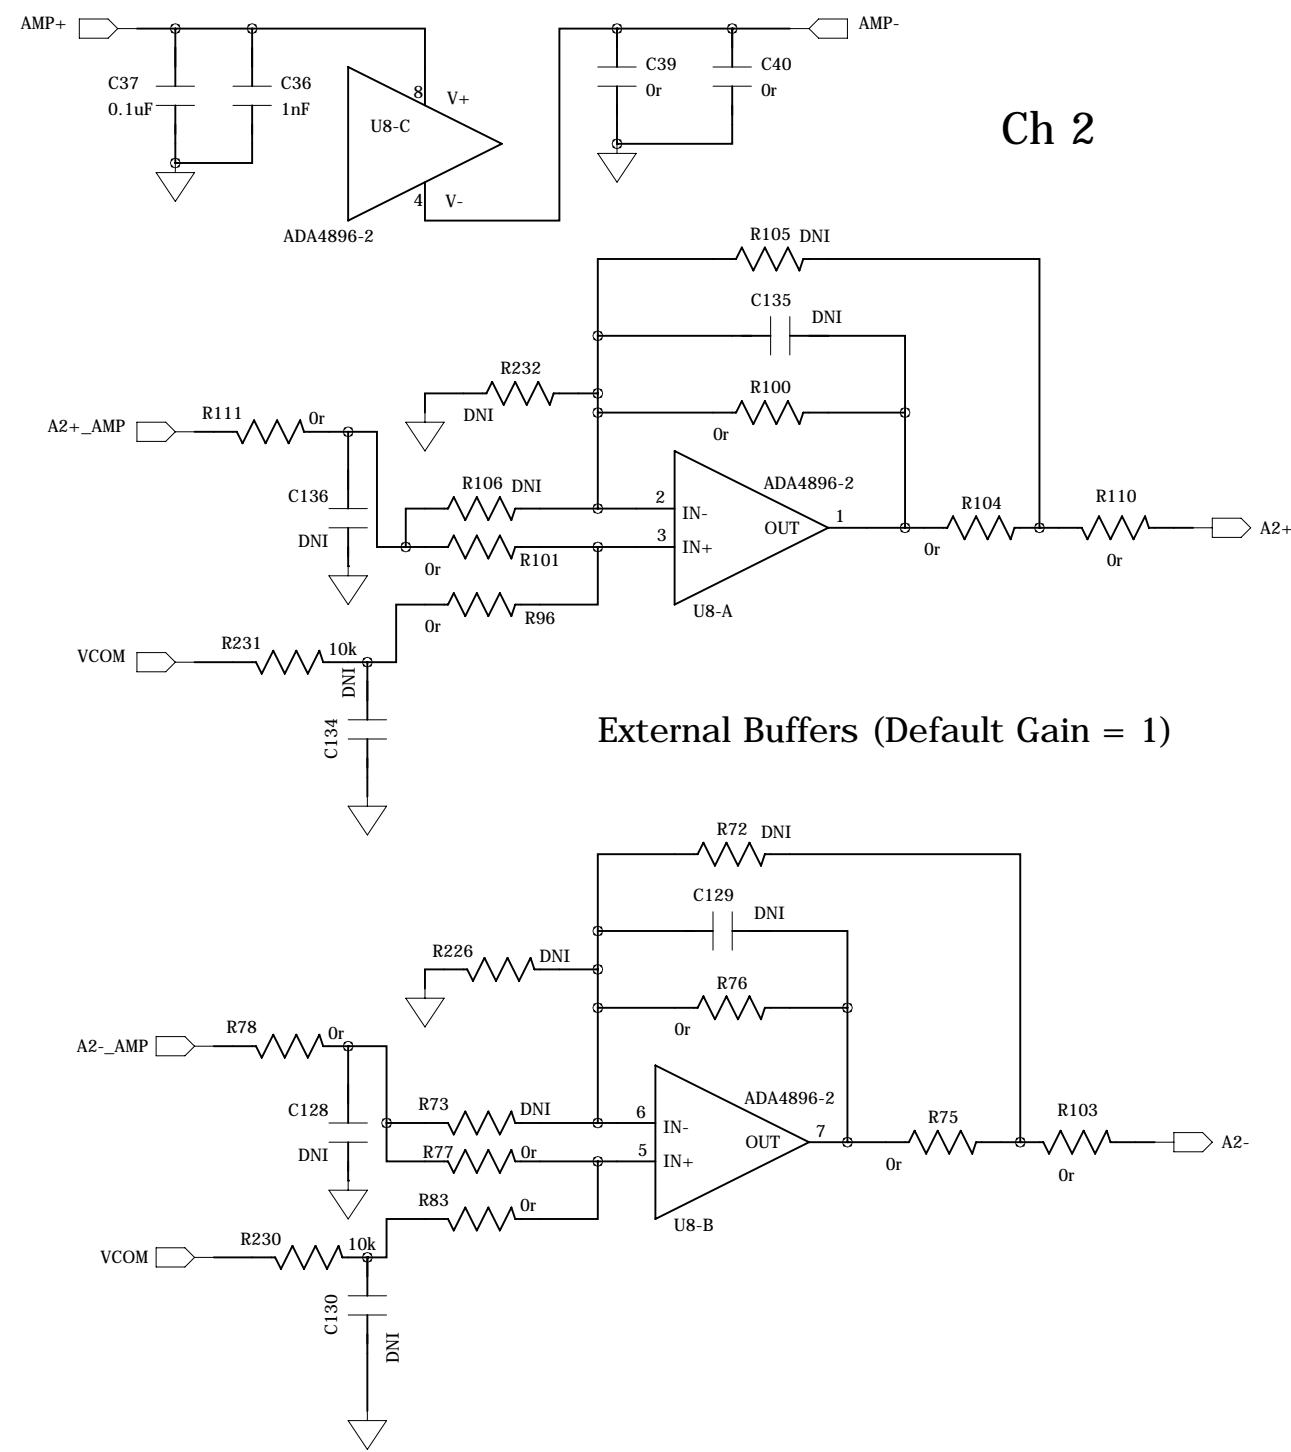 AMP+
AMP-
C37
0.1uF
C36
1nF
8
V+
U8-C
4
V-
ADA4896-2
C39
0r
C40
0r
Ch 2
R105 DNI
C135
DNI
R232
DNI
R100
0r
A2+_AMP
R111
0r
C136
DNI
R106 DNI
2
IN-
ADA4896-2
OUT
1
3
IN+
0r
R101
R104
0r
R110
0r
A2+
0r
R96
U8-A
VCOM
R231
10k
DNI
C134
External Buffers (Default Gain = 1)
R72 DNI
C129
DNI
R226
DNI
R76
0r
A2-_AMP
R78
0r
C128
DNI
R73
DNI
6
IN-
ADA4896-2
OUT
7
R77
0r
5
IN+
R75
0r
R103
0r
A2-
R83
0r
U8-B
VCOM
R230
10k
C130
DNI